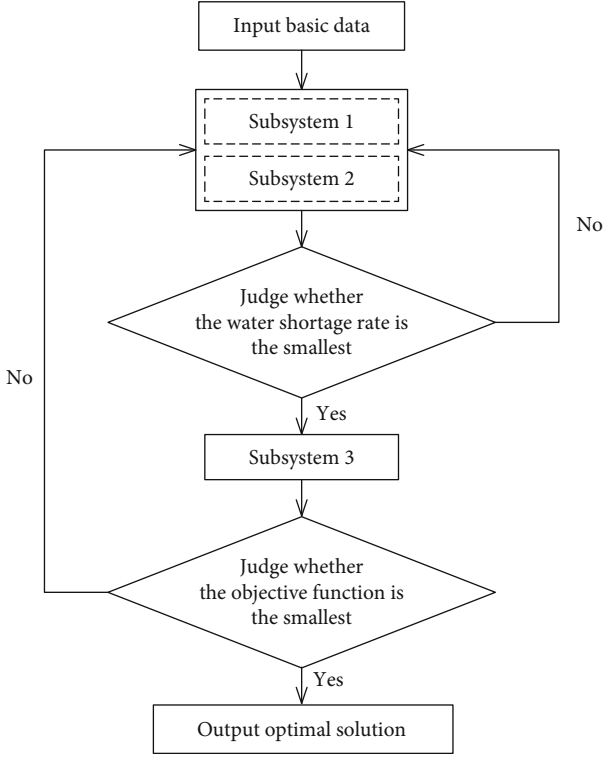 Input basic data
Subsystem 1
Subsystem 2
No
Judge whether
the water shortage rate is
the smallest
No
Yes
Subsystem 3
Judge whether
the objective function is
the smallest
Yes
Output optimal solution